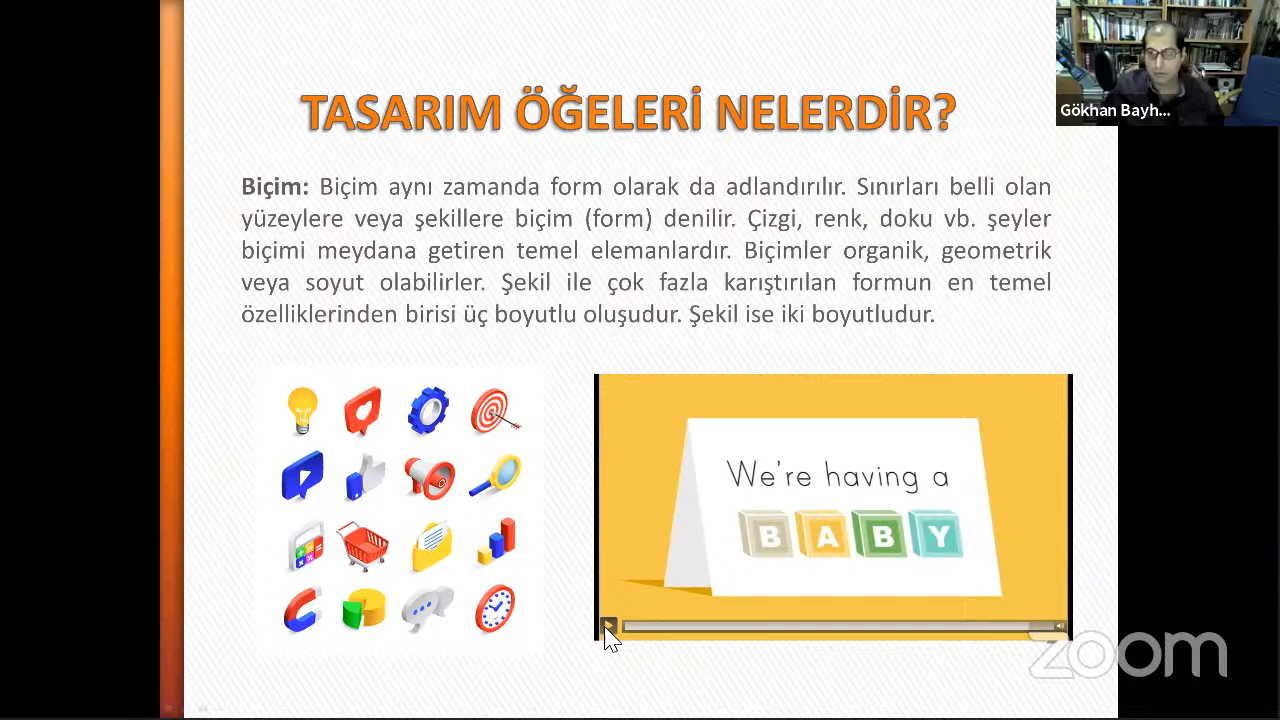 TASARIM ÖĞELERİ NELERDİR?
Gökhan Bayh...
Biçim: Biçim aynı zamanda form olarak da adlandırılır. Sınırları belli olan
yüzeylere veya şekillere biçim (form) denilir. Çizgi, renk, doku vb. şeyler
biçimi meydana getiren temel elemanlardır. Biçimler organik, geometrik
veya soyut olabilirler. Şekil ile çok fazla karıştırılan formun en temel
özelliklerinden birisi üç boyutlu oluşudur. Şekil ise iki boyutludur.
We're having a
BABY
zoom